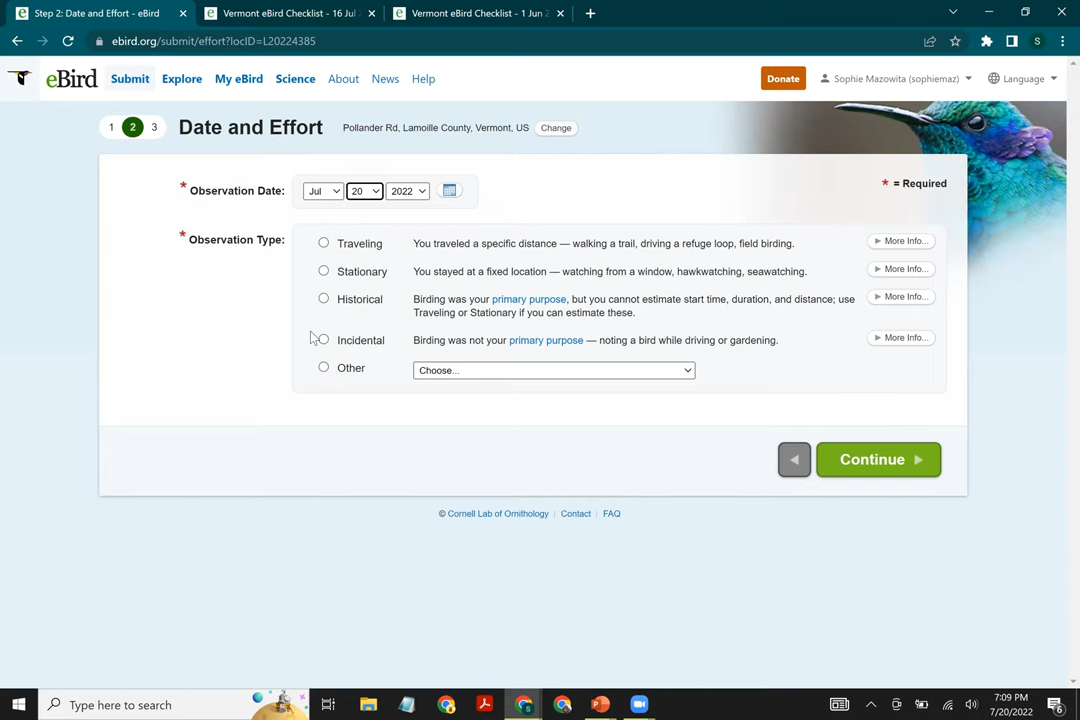 Step 2: Date and Effort - eBird
Vermont eBird Checklist - 16 Jul
Vermont eBird Checklist - 1 Jun 2
ebird.org/submit/effort?locID=L20224385
S
eBird
Submit
Explore
My eBird
Science
About
News
Help
Donate
Sophie Mazowita (sophiemaz)
Language
1 2 3
Date and Effort
Pollander Rd, Lamoille County, Vermont, US
Change
* Observation Date:
Jul
20
2022
* = Required
* Observation Type:
Traveling
You traveled a specific distance — walking a trail, driving a refuge loop, field birding.
More Info...
Stationary
You stayed at a fixed location — watching from a window, hawkwatching, seawatching.
More Info...
Historical
Birding was your primary purpose, but you cannot estimate start time, duration, and distance; use
Traveling or Stationary if you can estimate these.
More Info...
Incidental
Birding was not your primary purpose — noting a bird while driving or gardening.
More Info...
Other
Choose...
Continue
© Cornell Lab of Ornithology | Contact | FAQ
Type here to search
7:09 PM
7/20/2022
6